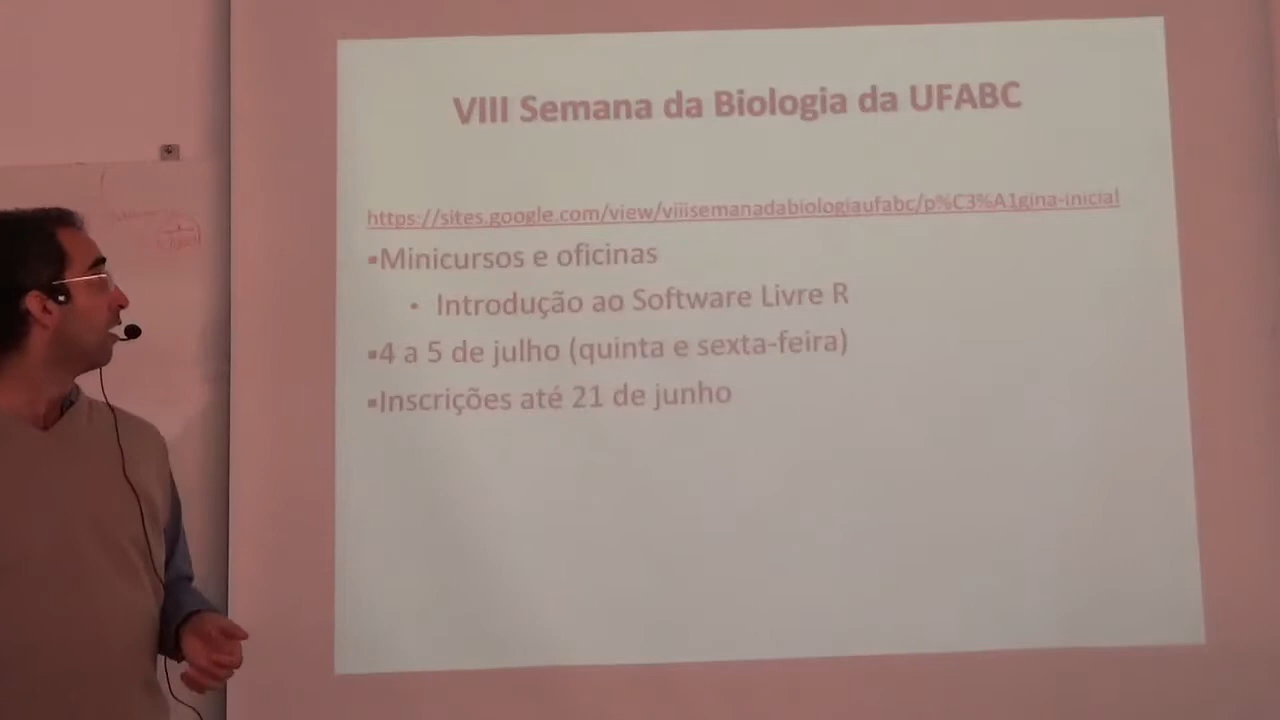 VIII Semana da Biologia da UFABC
https://sites.google.com/view/viiisemanadabiologiaufabc/p%C3%A1gina-inicial
▪Minicursos e oficinas
• Introdução ao Software Livre R
▪4 a 5 de julho (quinta e sexta-feira)
▪Inscrições até 21 de junho